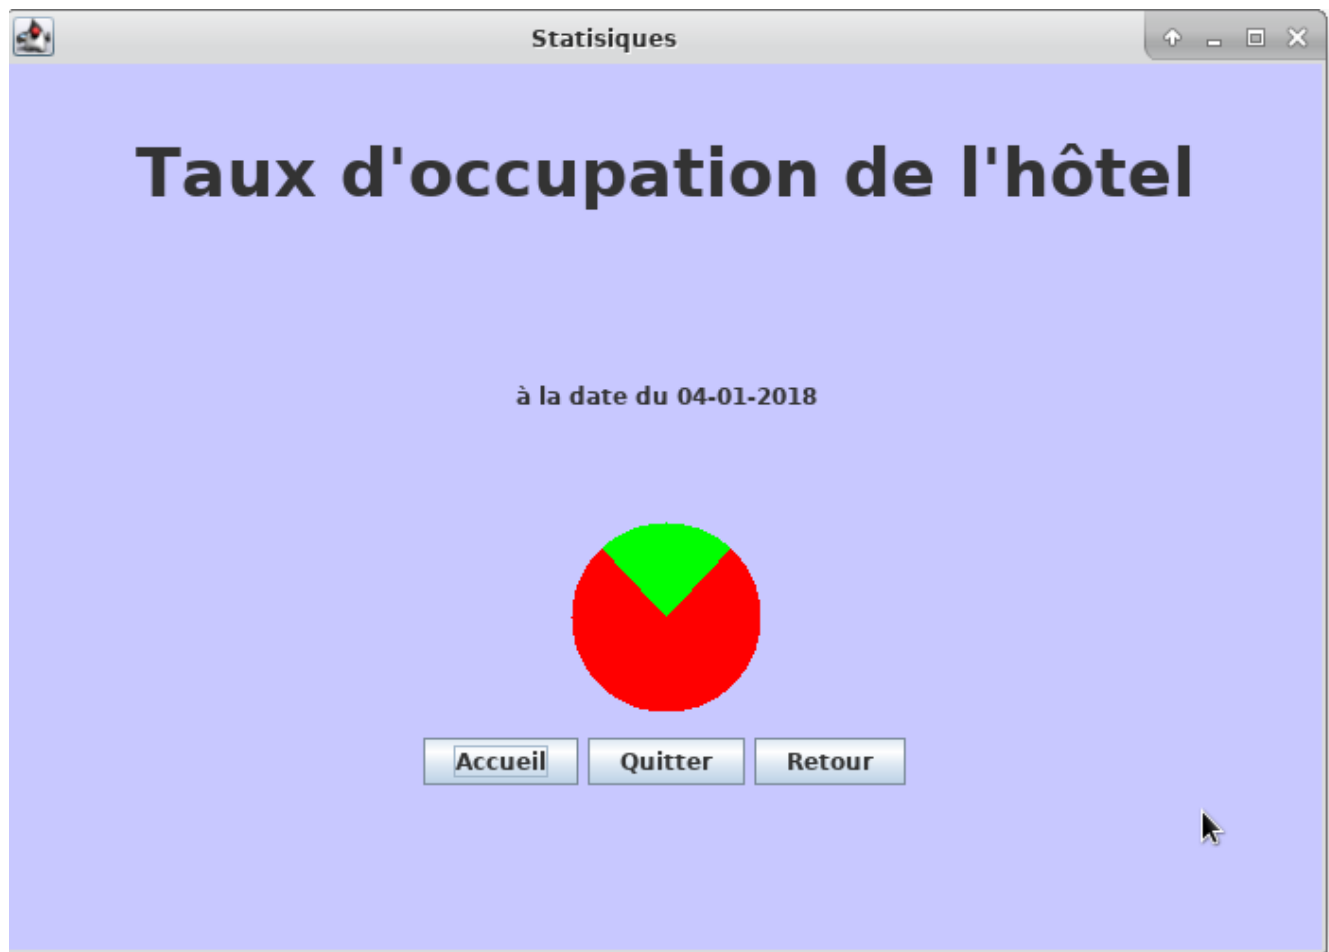 Statisiques
Taux d'occupation de l'hôtel
à la date du 04-01-2018
Accueil Quitter Retour